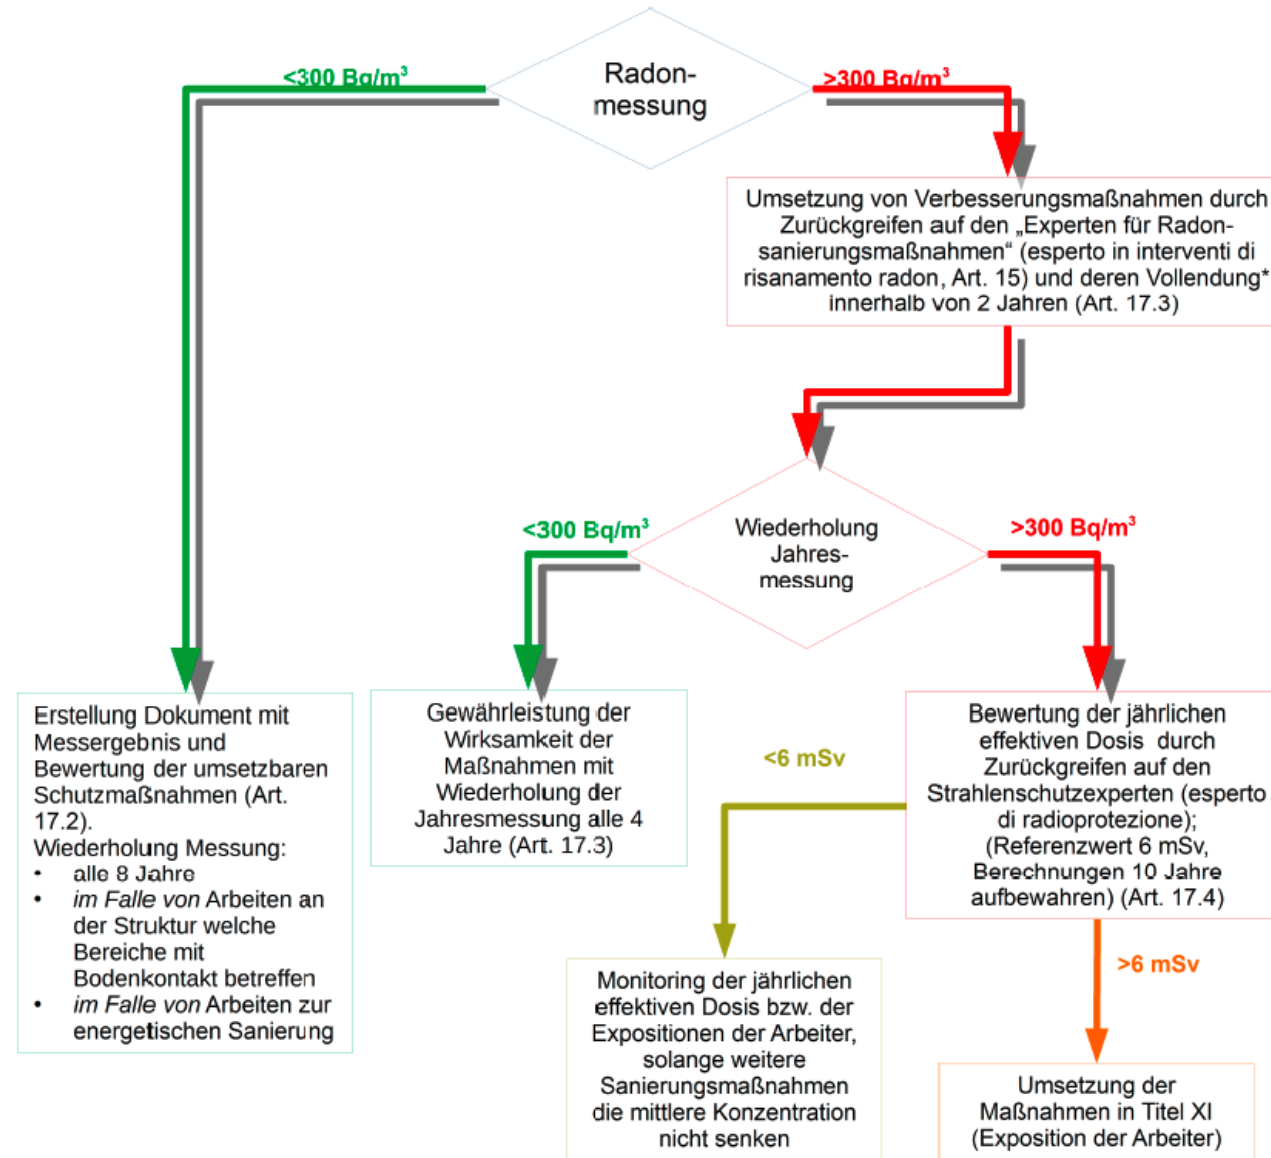 Radon-
messung
<300 Bq/m³
>300 Bq/m³
Umsetzung von Verbesserungsmaßnahmen durch
Zurückgreifen auf den „Experten für Radon-
sanierungsmaßnahmen“ (esperto in interventi di
risanamento radon, Art. 15) und deren Vollendung*
innerhalb von 2 Jahren (Art. 17.3)
Wiederholung
Jahres-
messung
<300 Bq/m³
>300 Bq/m³
Erstellung Dokument mit
Messergebnis und
Bewertung der umsetzbaren
Schutzmaßnahmen (Art.
17.2).
Wiederholung Messung:
• alle 8 Jahre
• im Falle von Arbeiten an
der Struktur welche
Bereiche mit
Bodenkontakt betreffen
• im Falle von Arbeiten zur
energetischen Sanierung
Gewährleistung der
Wirksamkeit der
Maßnahmen mit
Wiederholung der
Jahresmessung alle 4
Jahre (Art. 17.3)
Bewertung der jährlichen
effektiven Dosis durch
Zurückgreifen auf den
Strahlenschutzexperten (esperto
di radioprotezione);
(Referenzwert 6 mSv,
Berechnungen 10 Jahre
aufbewahren) (Art. 17.4)
<6 mSv
>6 mSv
Monitoring der jährlichen
effektiven Dosis bzw. der
Expositionen der Arbeiter,
solange weitere
Sanierungsmaßnahmen
die mittlere Konzentration
nicht senken
Umsetzung der
Maßnahmen in Titel XI
(Exposition der Arbeiter)